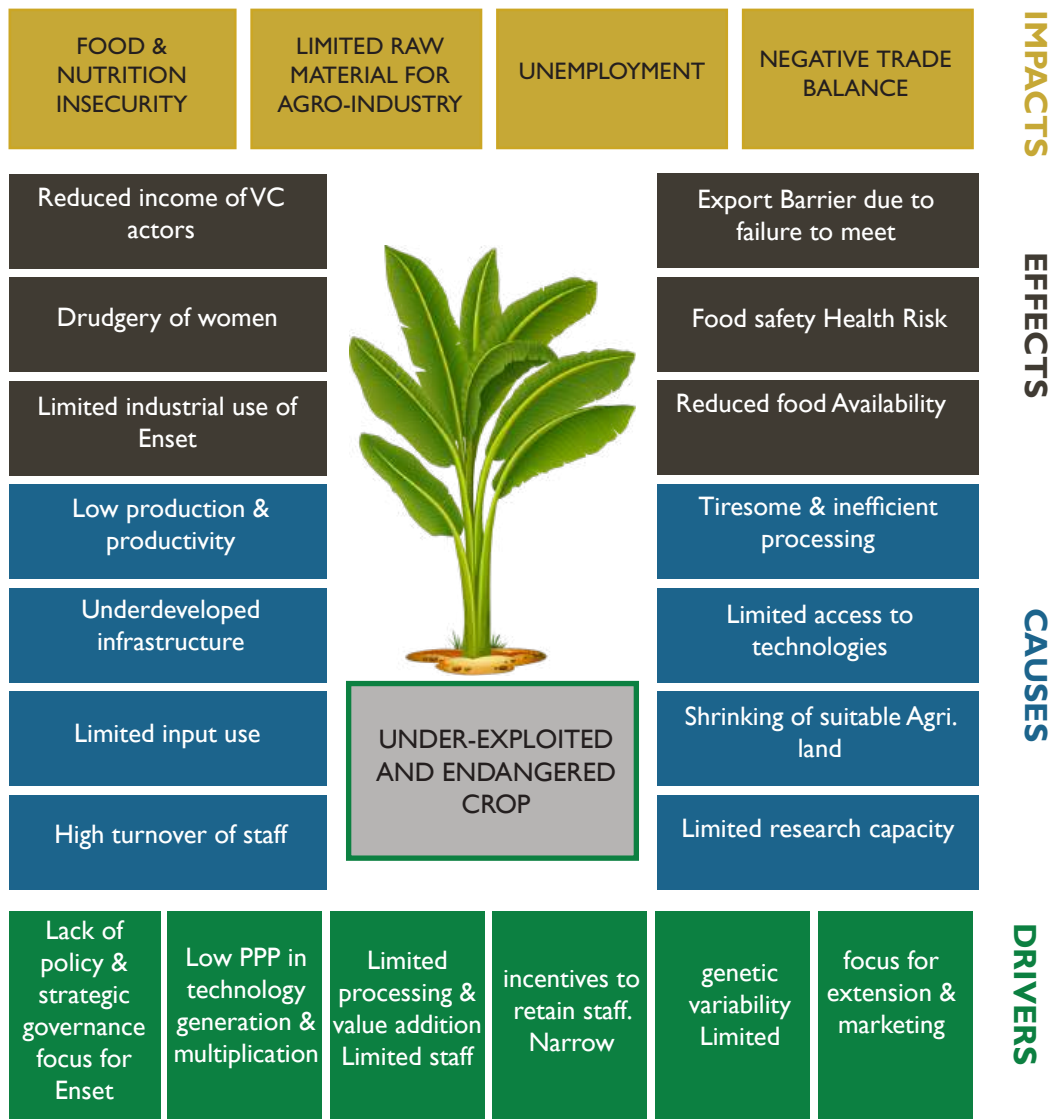 FOOD &
NUTRITION
INSECURITY
LIMITED RAW
MATERIAL FOR
AGRO-INDUSTRY
UNEMPLOYMENT
NEGATIVE TRADE
BALANCE
IMPACTS
Reduced income of VC
actors
Drudgery of women
Limited industrial use of
Enset
Export Barrier due to
failure to meet
Food safety Health Risk
Reduced food Availability
EFFECTS
Low production &
productivity
Underdeveloped
infrastructure
Limited input use
High turnover of staff
UNDER-EXPLOITED
AND ENDANGERED
CROP
Tiresome & inefficient
processing
Limited access to
technologies
Shrinking of suitable Agri.
land
Limited research capacity
CAUSES
Lack of
policy &
strategic
governance
focus for
Enset
Low PPP in
technology
generation &
multiplication
Limited
processing &
value addition
Limited staff
incentives to
retain staff.
Narrow
genetic
variability
Limited
focus for
extension &
marketing
DRIVERS